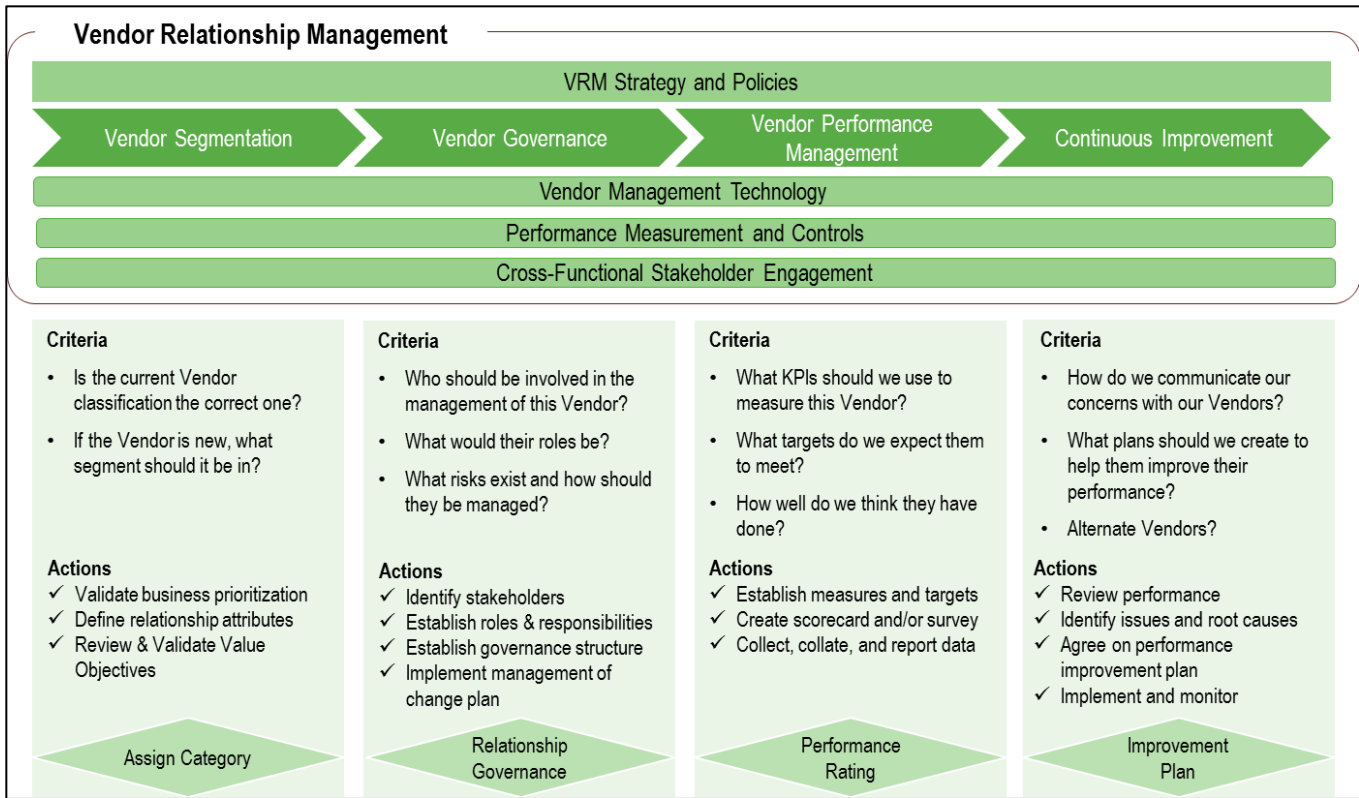 Vendor Relationship Management
VRM Strategy and Policies
Vendor Segmentation
Vendor Governance
Vendor Performance
Management
Continuous Improvement
Vendor Management Technology
Performance Measurement and Controls
Cross-Functional Stakeholder Engagement
Criteria
• Is the current Vendor
classification the correct one?
• If the Vendor is new, what
segment should it be in?
Actions
✓ Validate business prioritization
✓ Define relationship attributes
✓ Review & Validate Value
Objectives
Assign Category
Criteria
• Who should be involved in the
management of this Vendor?
• What would their roles be?
• What risks exist and how should
they be managed?
Actions
✓ Identify stakeholders
✓ Establish roles & responsibilities
✓ Establish governance structure
✓ Implement management of
change plan
Relationship
Governance
Criteria
• What KPIs should we use to
measure this Vendor?
• What targets do we expect them
to meet?
• How well do we think they have
done?
Actions
✓ Establish measures and targets
✓ Create scorecard and/or survey
✓ Collect, collate, and report data
Performance
Rating
Criteria
• How do we communicate our
concerns with our Vendors?
• What plans should we create to
help them improve their
performance?
• Alternate Vendors?
Actions
✓ Review performance
✓ Identify issues and root causes
✓ Agree on performance
improvement plan
✓ Implement and monitor
Improvement
Plan